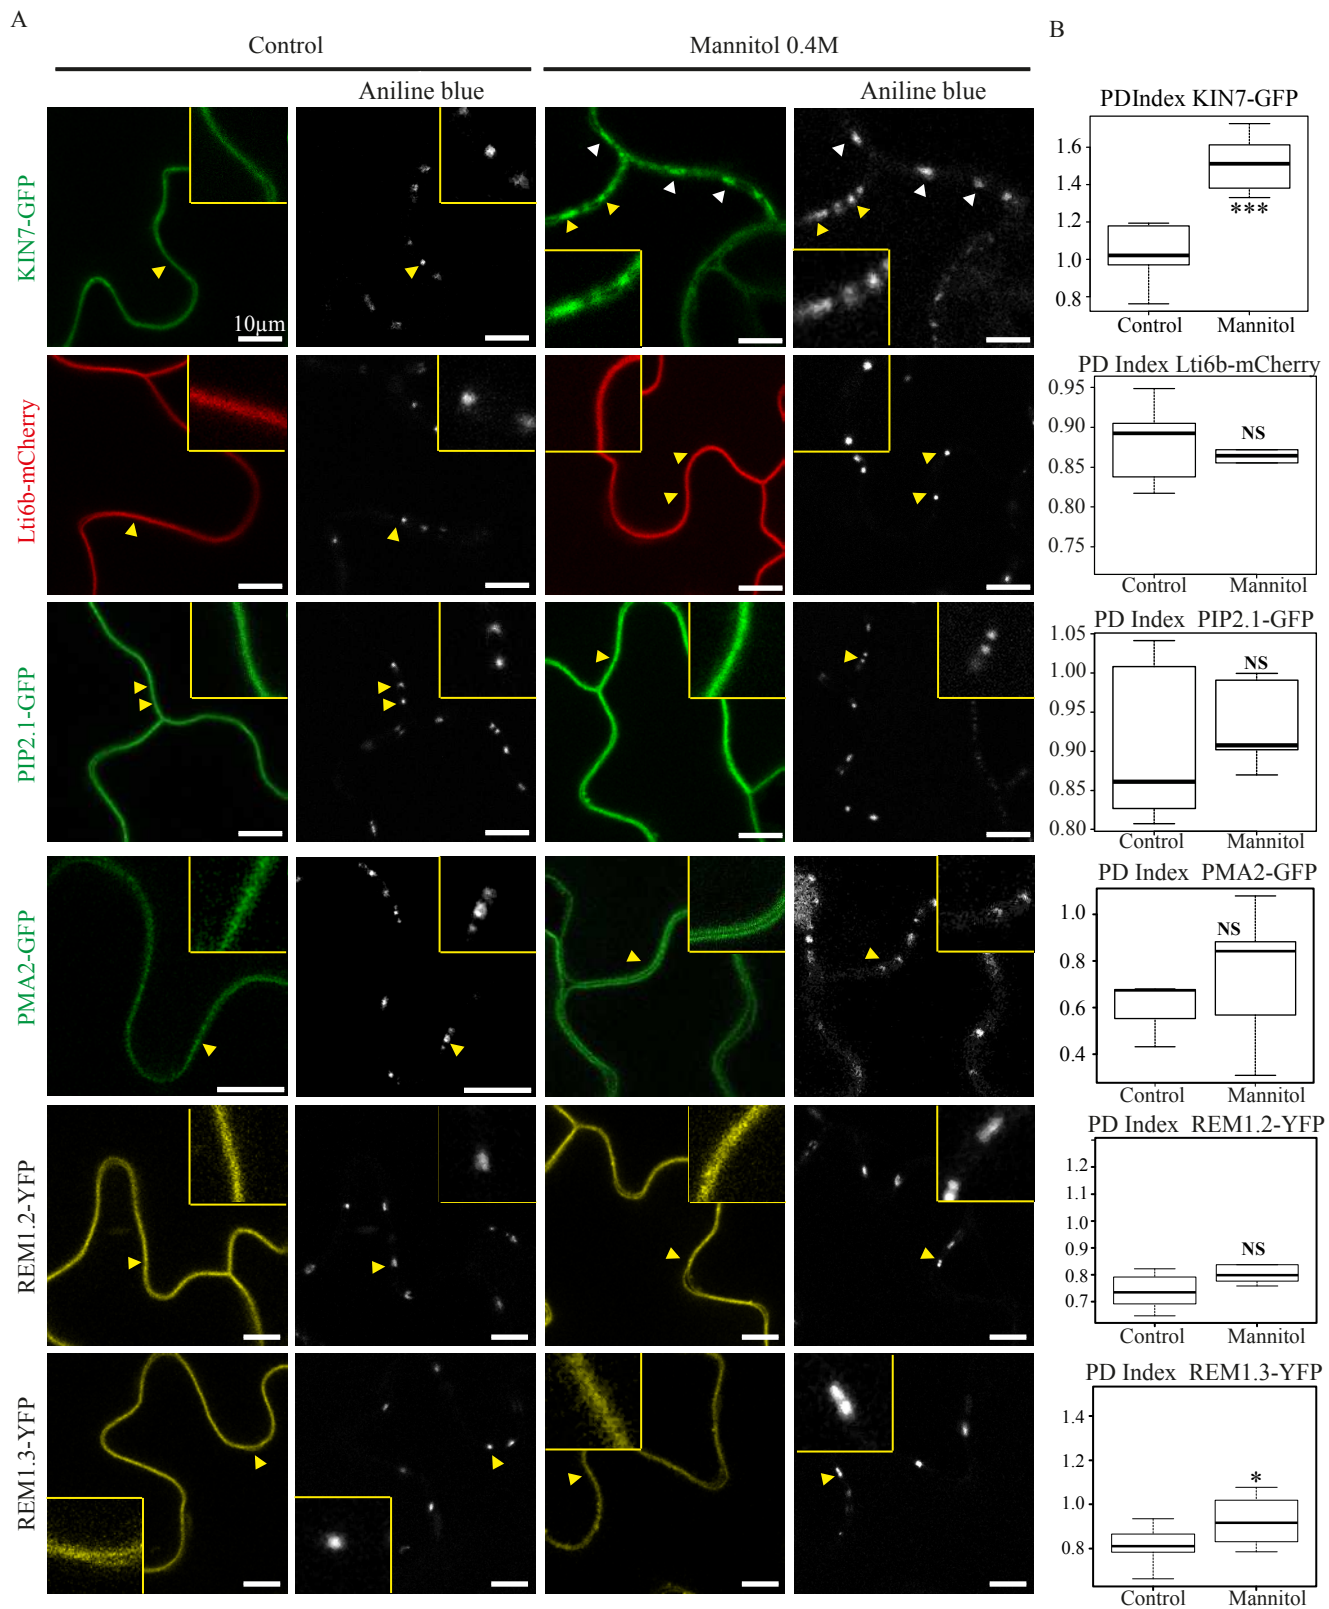 A
Control
Mannitol 0.4M
B
Aniline blue
Aniline blue
KIN7-GFP
10µm
PDIndex KIN7-GFP
1.6
1.4
1.2
1.0
0.8
***
Control
Mannitol
Lti6b-mCherry
PD Index Lti6b-mCherry
0.95
0.90
0.85
0.80
0.75
NS
Control
Mannitol
PIP2.1-GFP
PD Index PIP2.1-GFP
1.05
1.00
0.95
0.90
0.85
0.80
NS
Control
Mannitol
PMA2-GFP
PD Index PMA2-GFP
1.0
0.8
0.6
0.4
NS
Control
Mannitol
REM1.2-YFP
PD Index REM1.2-YFP
1.2
1.1
1.0
0.9
0.8
0.7
NS
Control
Mannitol
REM1.3-YFP
PD Index REM1.3-YFP
1.4
1.2
1.0
0.8
*
Control
Mannitol